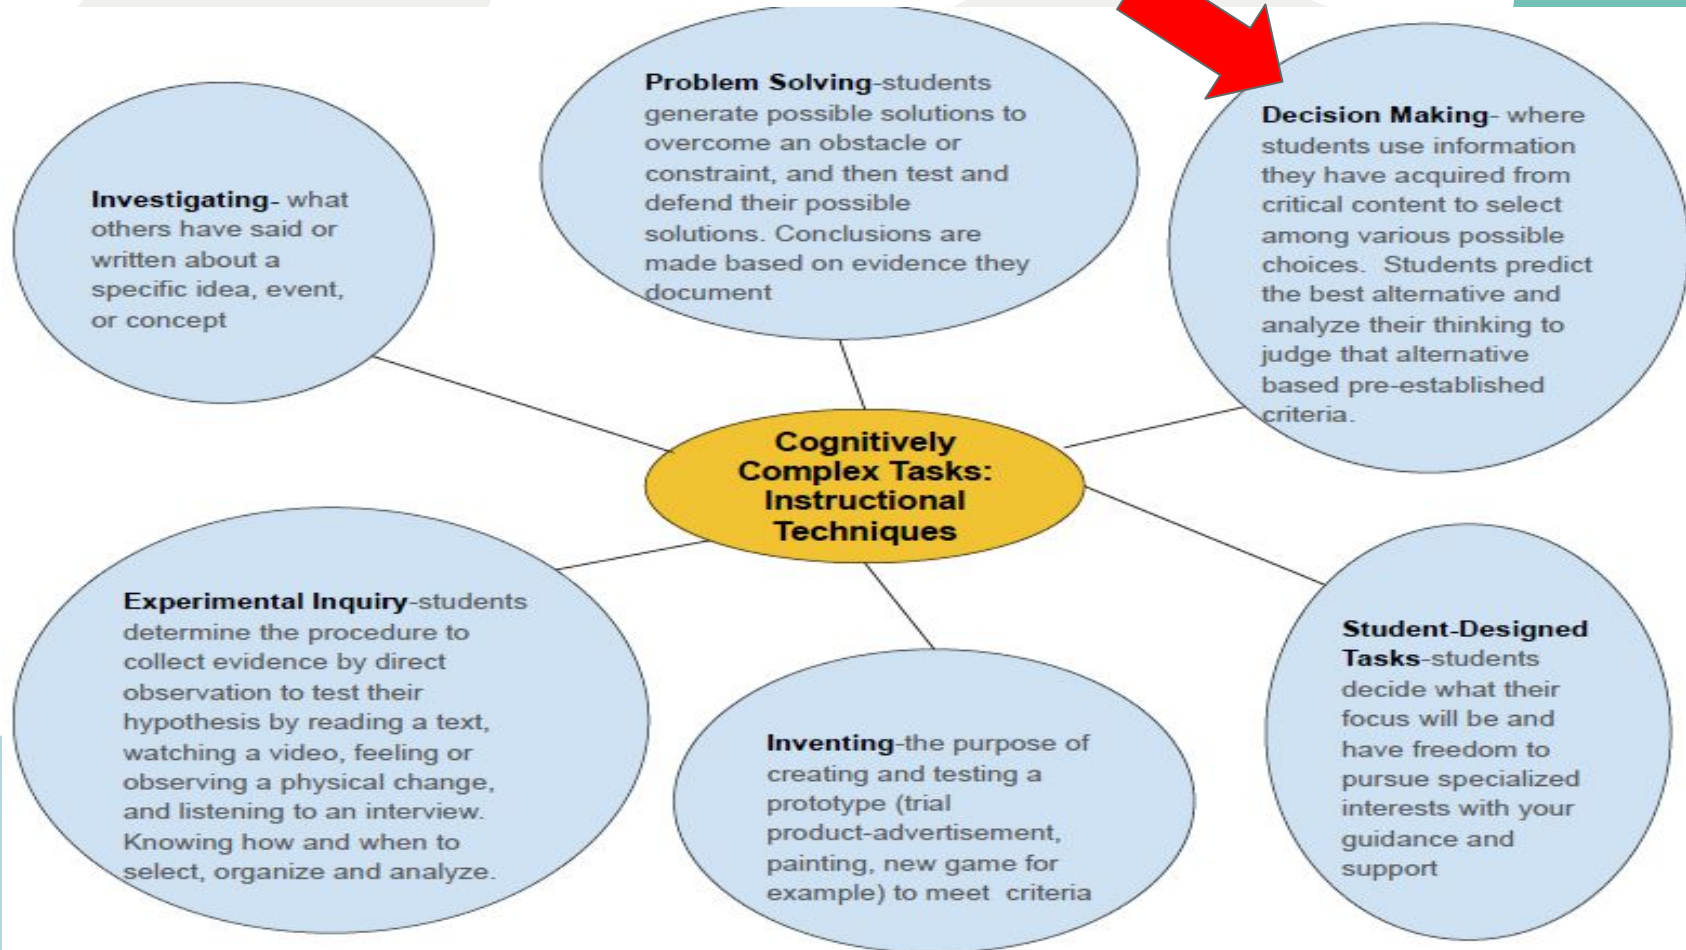 Investigating- what
others have said or
written about a
specific idea, event,
or concept
Problem Solving-students
generate possible solutions to
overcome an obstacle or
constraint, and then test and
defend their possible
solutions. Conclusions are
made based on evidence they
document
Decision Making- where
students use information
they have acquired from
critical content to select
among various possible
choices.  Students predict
the best alternative and
analyze their thinking to
judge that alternative
based pre-established
criteria.
Cognitively
Complex Tasks:
Instructional
Techniques
Experimental Inquiry-students
determine the procedure to
collect evidence by direct
observation to test their
hypothesis by reading a text,
watching a video, feeling or
observing a physical change,
and listening to an interview.
Knowing how and when to
select, organize and analyze.
Inventing-the purpose of
creating and testing a
prototype (trial
product-advertisement,
painting, new game for
example) to meet  criteria
Student-Designed
Tasks-students
decide what their
focus will be and
have freedom to
pursue specialized
interests with your
guidance and
support